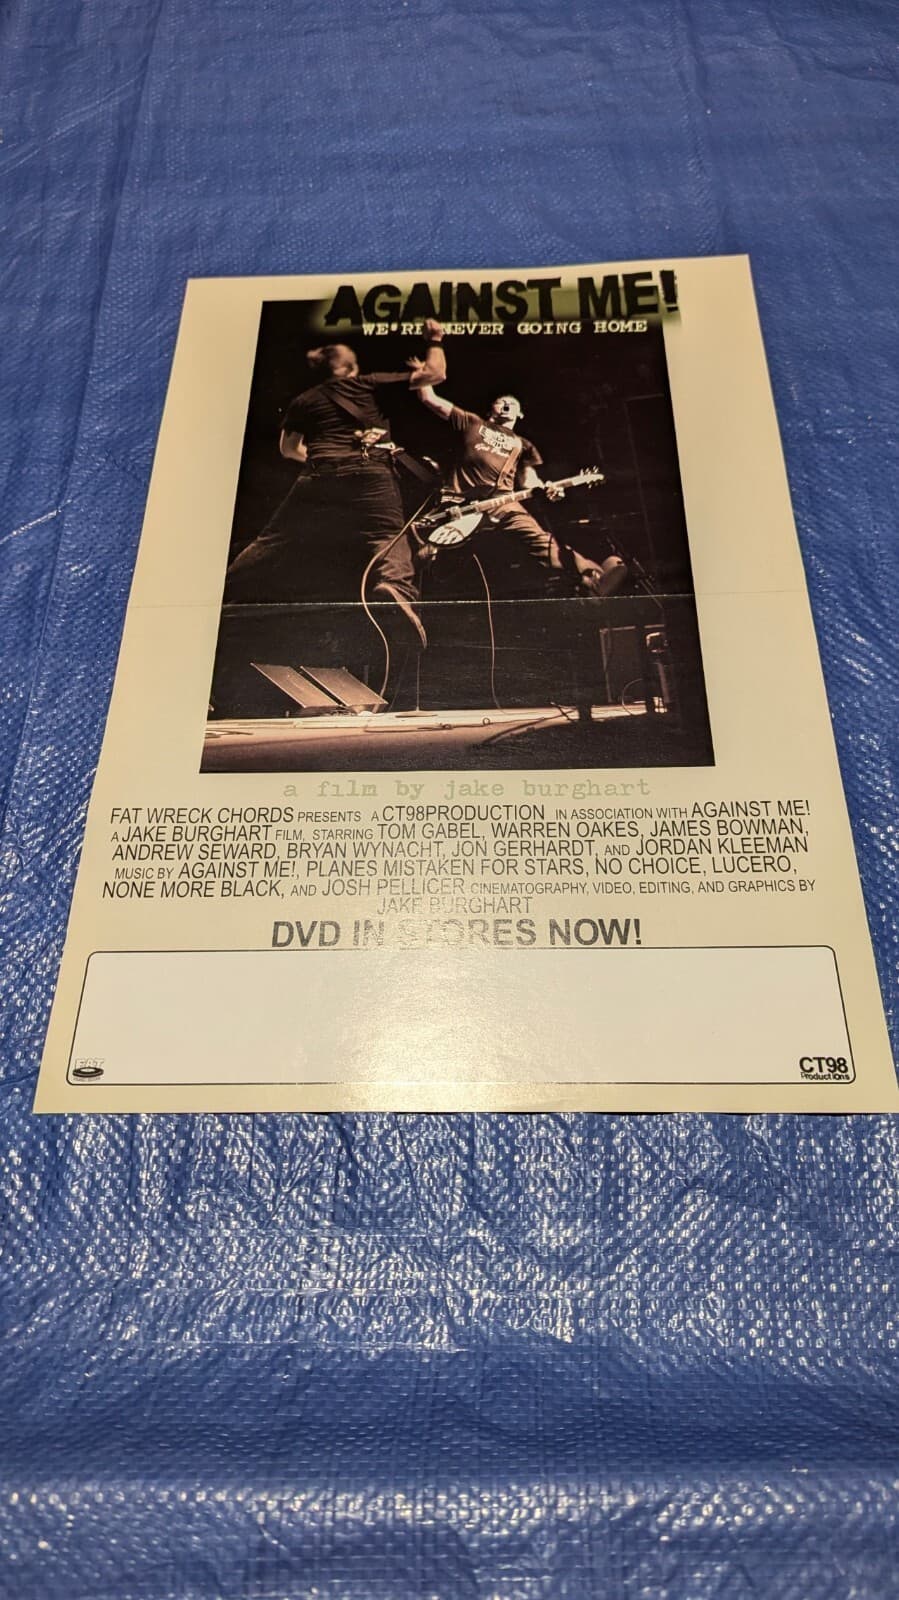 AGAINST ME!
WE'RE NEVER GOING HOME
a film by jake burghart
FAT WRECK CHORDS PRESENTS A CT98PRODUCTION IN ASSOCIATION WITH AGAINST ME!
A JAKE BURGHART FILM, STARRING TOM GABEL, WARREN OAKES, JAMES BOWMAN,
ANDREW SEWARD, BRYAN WYNACHT, JON GERHARDT, AND JORDAN KLEEMAN
MUSIC BY AGAINST ME!, PLANES MISTAKEN FOR STARS, NO CHOICE, LUCERO,
NONE MORE BLACK, AND JOSH PELLICER CINEMATOGRAPHY, VIDEO, EDITING, AND GRAPHICS BY
JAKE BURGHART
DVD IN STORES NOW!
FAT
CT98
Productions